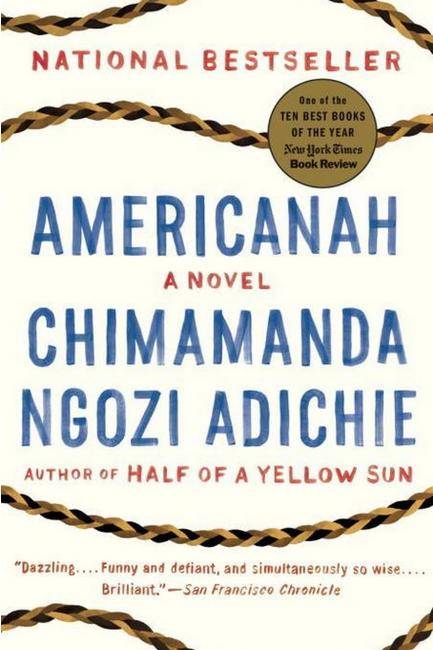 NATIONAL BESTSELLER
One of the
TEN BEST BOOKS
OF THE YEAR
New York Times
Book Review
AMERICANAH
A NOVEL
CHIMAMANDA
NGOZI ADICHIE
AUTHOR OF HALF OF A YELLOW SUN
"Dazzling.... Funny and defiant, and simultaneously so wise....
Brilliant."—San Francisco Chronicle